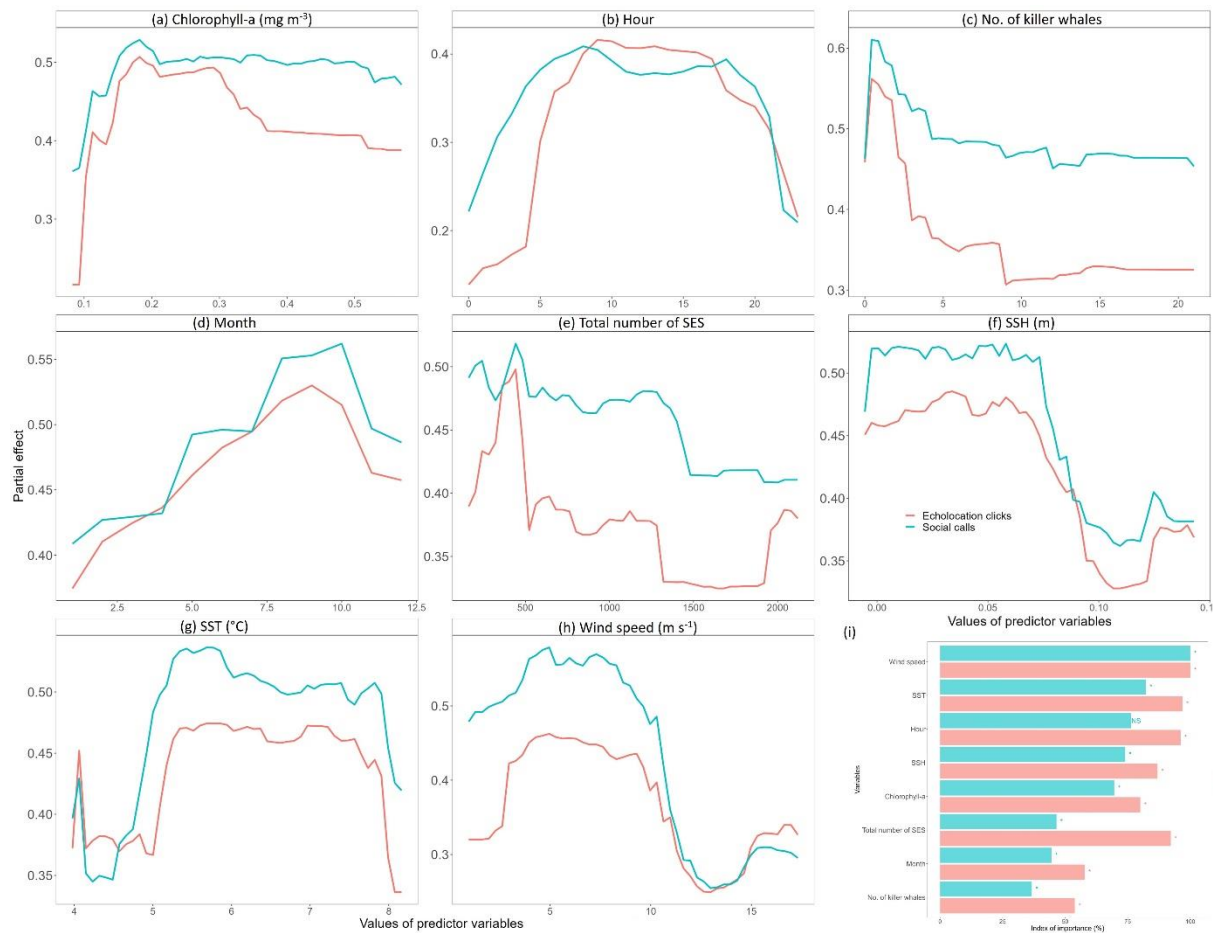 (a) Chlorophyll-a (mg m⁻³)
0.5
0.4
0.3
0.1 0.2 0.3 0.4 0.5
(b) Hour
0.4
0.3
0.2
0 5 10 15 20
(c) No. of killer whales
0.6
0.5
0.4
0.3
0 5 10 15 20
Partial effect
(d) Month
0.55
0.50
0.45
0.40
2.5 5.0 7.5 10.0 12.5
(e) Total number of SES
0.50
0.45
0.40
0.35
500 1000 1500 2000
(f) SSH (m)
0.50
0.45
0.40
0.35
Echolocation clicks
Social calls
0.00 0.05 0.10 0.1
Values of predictor variables
(g) SST (°C)
0.50
0.45
0.40
0.35
4 5 6 7 8
(h) Wind speed (m s⁻¹)
0.5
0.4
0.3
5 10 15
Values of predictor variables
(i)
Variables
Wind speed * *
SST * *
Hour NS *
SSH * *
Chlorophyll-a * *
Total number of SES * *
Month * *
No. of killer whales * *
0 25 50 75 100
Index of importance (%)